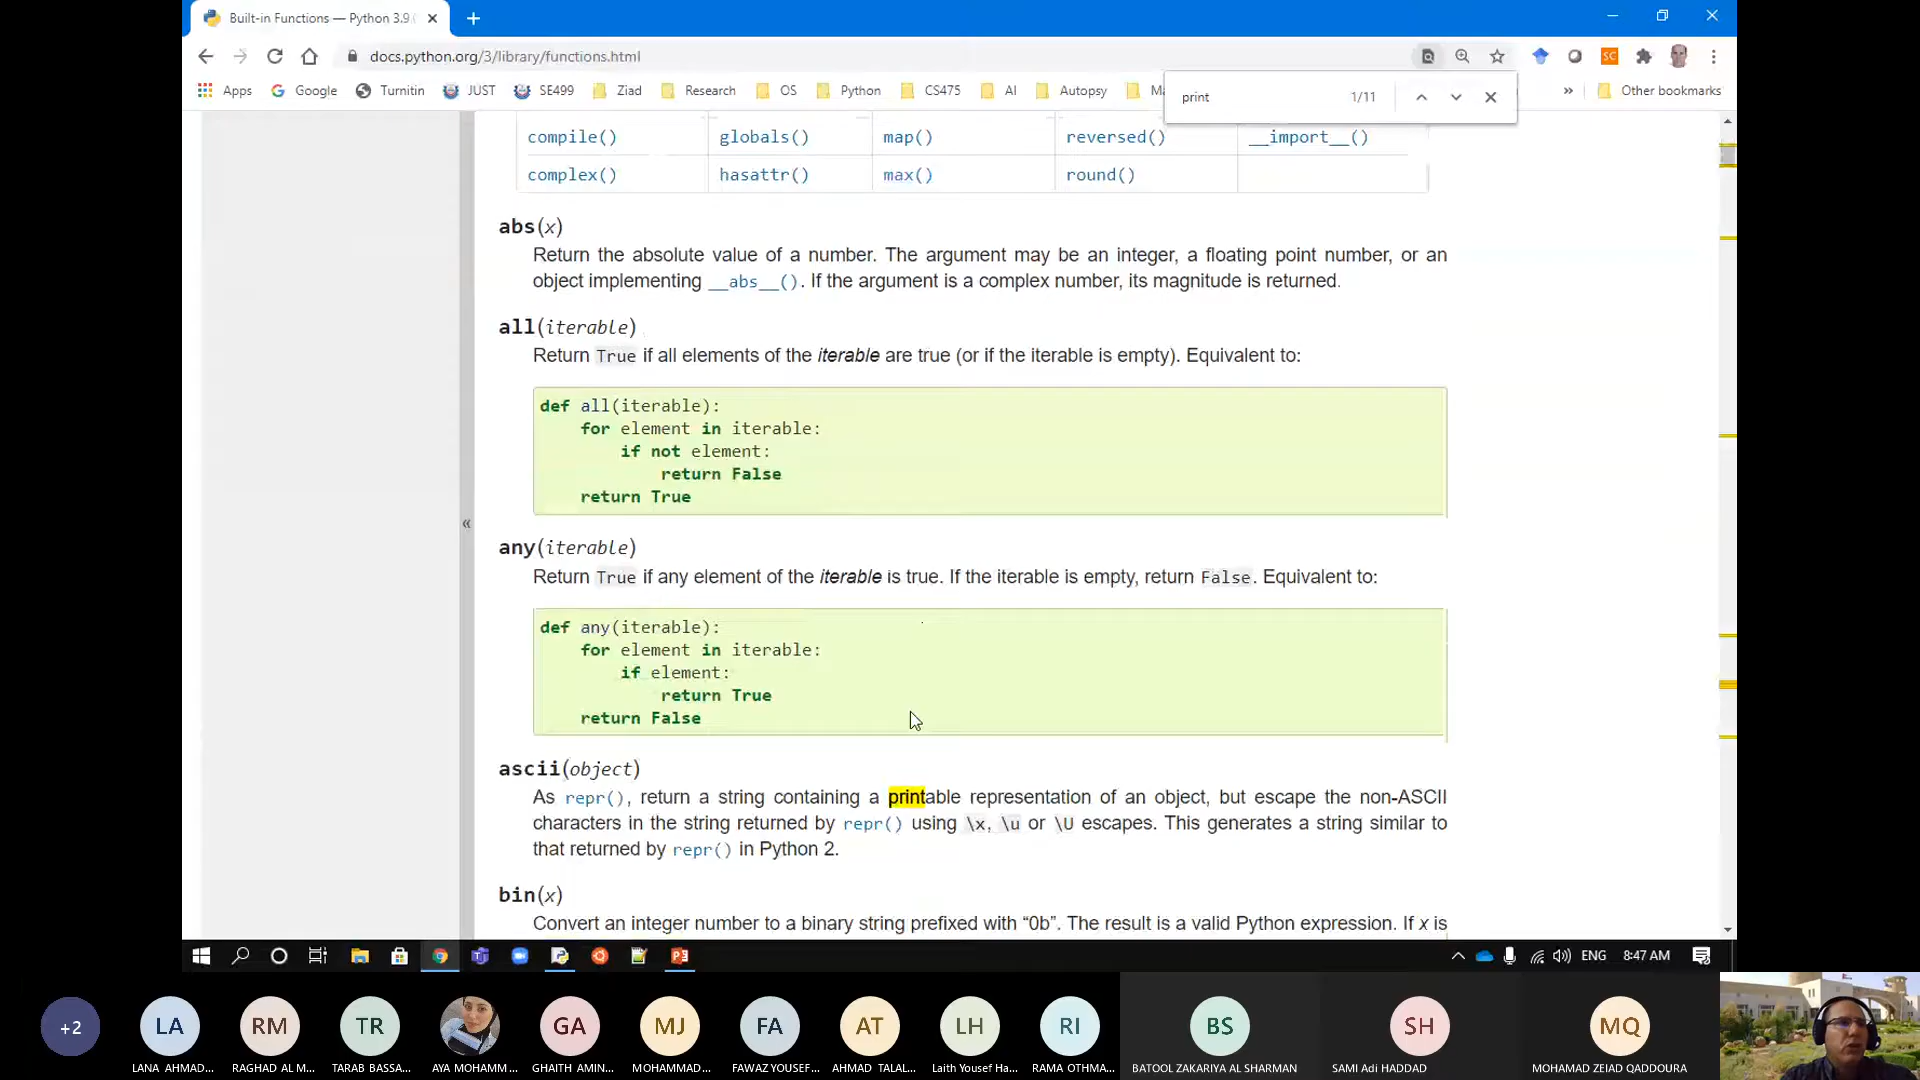 Built-in Functions — Python 3.9.
docs.python.org/3/library/functions.html
SC
Apps
Google
Turnitin
JUST
SE499
Ziad
Research
OS
Python
CS475
AI
Autopsy
»
Other bookmarks
print
1/11
compile() globals() map() reversed() __import__()
complex() hasattr() max() round()
abs(x)
Return the absolute value of a number. The argument may be an integer, a floating point number, or an
object implementing __abs__(). If the argument is a complex number, its magnitude is returned.
all(iterable)
Return True if all elements of the iterable are true (or if the iterable is empty). Equivalent to:
def all(iterable):
for element in iterable:
if not element:
return False
return True
«
any(iterable)
Return True if any element of the iterable is true. If the iterable is empty, return False. Equivalent to:
def any(iterable):
for element in iterable:
if element:
return True
return False
ascii(object)
As repr(), return a string containing a printable representation of an object, but escape the non-ASCII
characters in the string returned by repr() using \x, \u or \U escapes. This generates a string similar to
that returned by repr() in Python 2.
bin(x)
Convert an integer number to a binary string prefixed with “0b”. The result is a valid Python expression. If x is
ENG
8:47 AM
+2
LA
RM
TR
GA
MJ
FA
AT
LH
RI
BS
SH
MQ
LANA AHMAD...
RAGHAD AL M...
TARAB BASSA...
AYA MOHAMM...
GHAITH AMIN...
MOHAMMAD...
FAWAZ YOUSEF...
AHMAD TALAL...
Laith Yousef Ha...
RAMA OTHMA...
BATOOL ZAKARIYA AL SHARMAN
SAMI Adi HADDAD
MOHAMAD ZEIAD QADDOURA